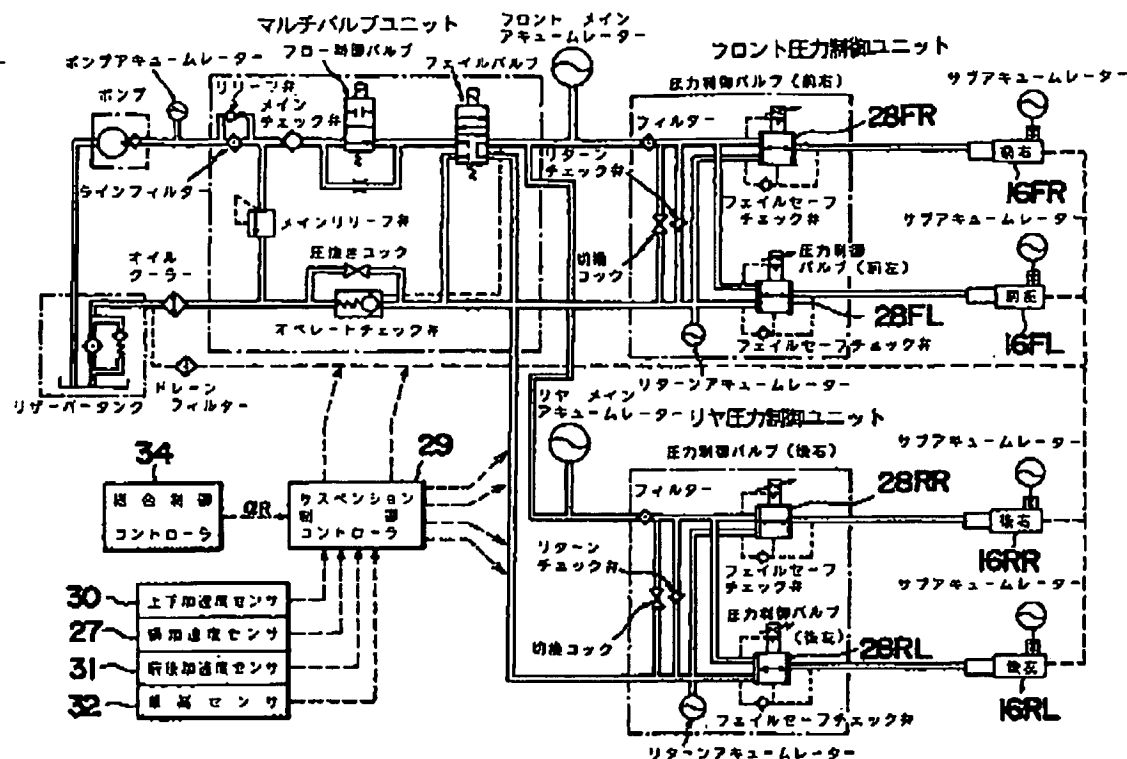 マルチバルブユニット
フロー制御バルブ
フェイルバルブ
フロント メイン
アキュームレーター
フロント圧力制御ユニット
ポンプアキュームレーター
リリーフ弁
メイン
チェック弁
圧力制御バルブ（前右）
サブアキュームレーター
ポンプ
フィルター
28FR
前右
16FR
リターン
チェック弁
ラインフィルター
フェイルセーフ
チェック弁
サブアキュームレーター
メインリリーフ弁
オイル
クーラー
圧抜きコック
切換
コック
圧力制御
バルブ（前左）
前左
28FL
16FL
オペレートチェック弁
フェイルセーフチェック弁
リザーバータンク
ドレーン
フィルター
リターンアキュームレーター
リヤ メイン
アキュームレーター
リヤ圧力制御ユニット
圧力制御バルブ（後右）
サブアキュームレーター
34
29
総合制御
コントローラ
αR
サスペンション
制御
コントローラ
フィルター
28RR
後右
16RR
リターン
チェック弁
フェイルセーフ
チェック弁
サブアキュームレーター
30
上下加速度センサ
27
横加速度センサ
31
前後加速度センサ
32
車高センサ
切換コック
圧力制御バルブ
（後左）
28RL
後左
16RL
フェイルセーフチェック弁
リターンアキュームレーター